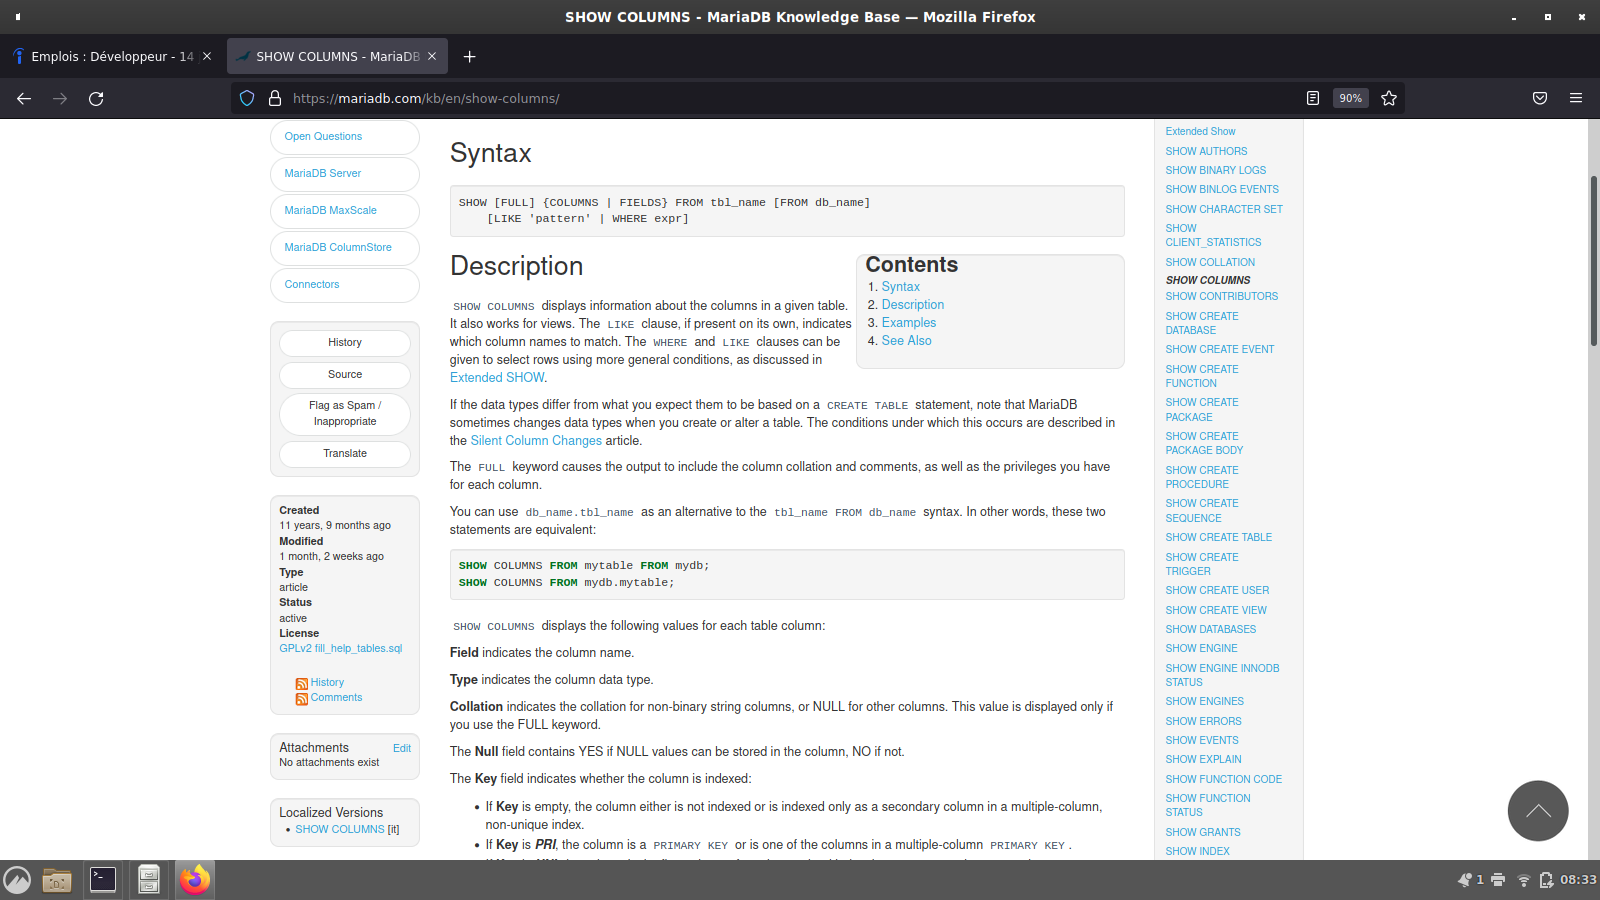 SHOW COLUMNS - MariaDB Knowledge Base — Mozilla Firefox
Emplois : Développeur - 14
SHOW COLUMNS - MariaDB
https://mariadb.com/kb/en/show-columns/
90%
Open Questions
MariaDB Server
MariaDB MaxScale
MariaDB ColumnStore
Connectors
History
Source
Flag as Spam /
Inappropriate
Translate
Created
11 years, 9 months ago
Modified
1 month, 2 weeks ago
Type
article
Status
active
License
GPLv2 fill_help_tables.sql
History
Comments
Attachments
Edit
No attachments exist
Localized Versions
• SHOW COLUMNS [it]
Syntax
SHOW [FULL] {COLUMNS | FIELDS} FROM tbl_name [FROM db_name]
[LIKE 'pattern' | WHERE expr]
Description
SHOW COLUMNS displays information about the columns in a given table.
It also works for views. The LIKE clause, if present on its own, indicates
which column names to match. The WHERE and LIKE clauses can be
given to select rows using more general conditions, as discussed in
Extended SHOW.
Contents
1. Syntax
2. Description
3. Examples
4. See Also
If the data types differ from what you expect them to be based on a CREATE TABLE statement, note that MariaDB
sometimes changes data types when you create or alter a table. The conditions under which this occurs are described in
the Silent Column Changes article.
The FULL keyword causes the output to include the column collation and comments, as well as the privileges you have
for each column.
You can use db_name.tbl_name as an alternative to the tbl_name FROM db_name syntax. In other words, these two
statements are equivalent:
SHOW COLUMNS FROM mytable FROM mydb;
SHOW COLUMNS FROM mydb.mytable;
SHOW COLUMNS displays the following values for each table column:
Field indicates the column name.
Type indicates the column data type.
Collation indicates the collation for non-binary string columns, or NULL for other columns. This value is displayed only if
you use the FULL keyword.
The Null field contains YES if NULL values can be stored in the column, NO if not.
The Key field indicates whether the column is indexed:
• If Key is empty, the column either is not indexed or is indexed only as a secondary column in a multiple-column,
non-unique index.
• If Key is PRI, the column is a PRIMARY KEY or is one of the columns in a multiple-column PRIMARY KEY.
Extended Show
SHOW AUTHORS
SHOW BINARY LOGS
SHOW BINLOG EVENTS
SHOW CHARACTER SET
SHOW
CLIENT_STATISTICS
SHOW COLLATION
SHOW COLUMNS
SHOW CONTRIBUTORS
SHOW CREATE
DATABASE
SHOW CREATE EVENT
SHOW CREATE
FUNCTION
SHOW CREATE
PACKAGE
SHOW CREATE
PACKAGE BODY
SHOW CREATE
PROCEDURE
SHOW CREATE
SEQUENCE
SHOW CREATE TABLE
SHOW CREATE
TRIGGER
SHOW CREATE USER
SHOW CREATE VIEW
SHOW DATABASES
SHOW ENGINE
SHOW ENGINE INNODB
STATUS
SHOW ENGINES
SHOW ERRORS
SHOW EVENTS
SHOW EXPLAIN
SHOW FUNCTION CODE
SHOW FUNCTION
STATUS
SHOW GRANTS
SHOW INDEX
1
08:33